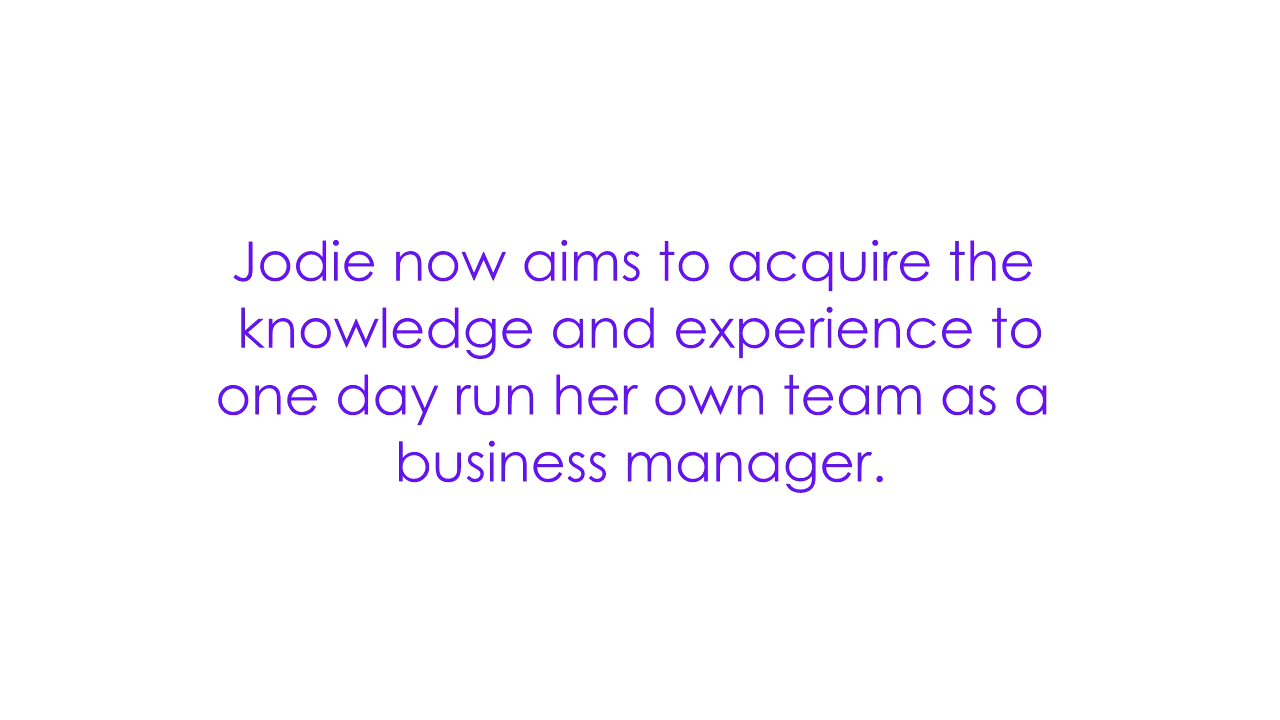 Jodie now aims to acquire the
knowledge and experience to
one day run her own team as a
business manager.